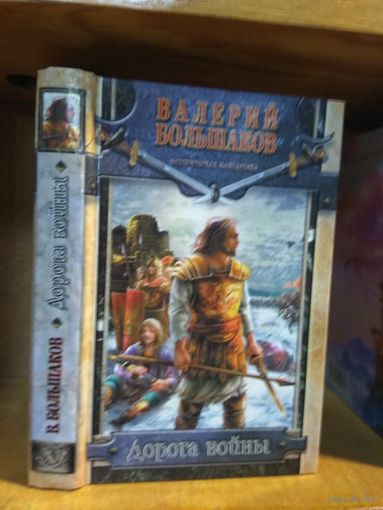 ВАЛЕРИЙ
БОЛЬШАКОВ
ИСТОРИЧЕСКАЯ ФАНТАСТИКА
Дорога войны
В. БОЛЬШАКОВ ◆ Дорога войны ◆